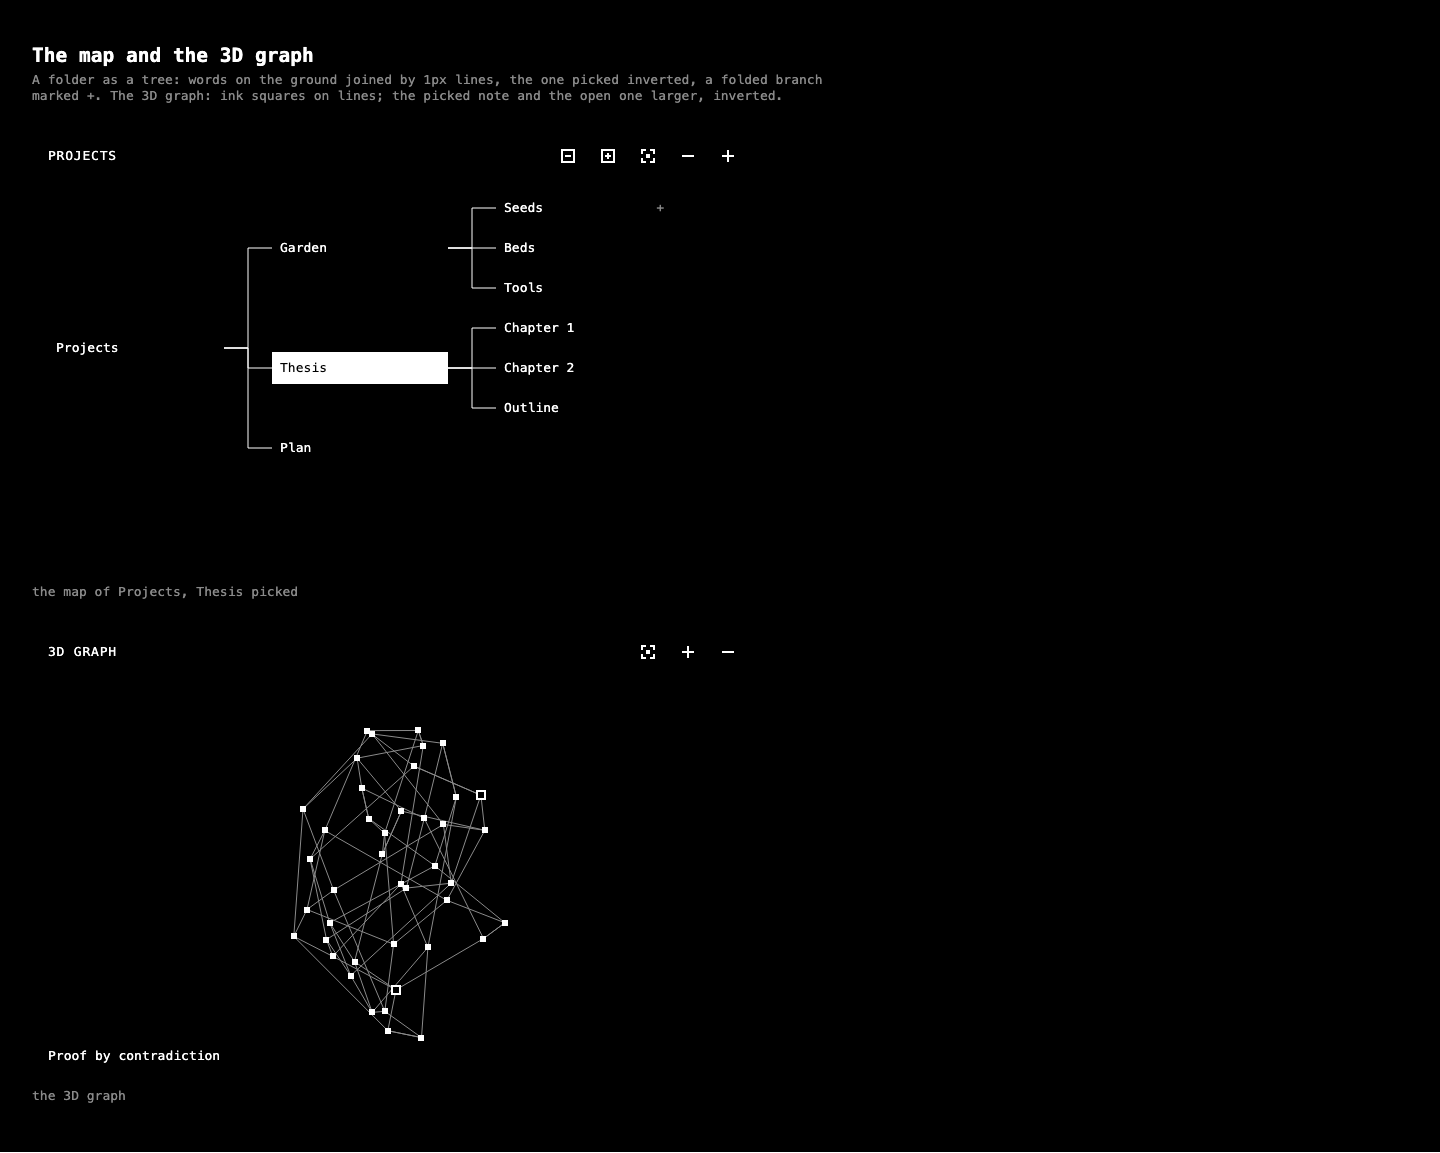 The map and the 3D graph
A folder as a tree: words on the ground joined by 1px lines, the one picked inverted, a folded branch
marked +. The 3D graph: ink squares on lines; the picked note and the open one larger, inverted.
PROJECTS
Seeds +
Garden
Beds
Tools
Chapter 1
Projects
Thesis
Chapter 2
Outline
Plan
the map of Projects, Thesis picked
3D GRAPH
Proof by contradiction
the 3D graph